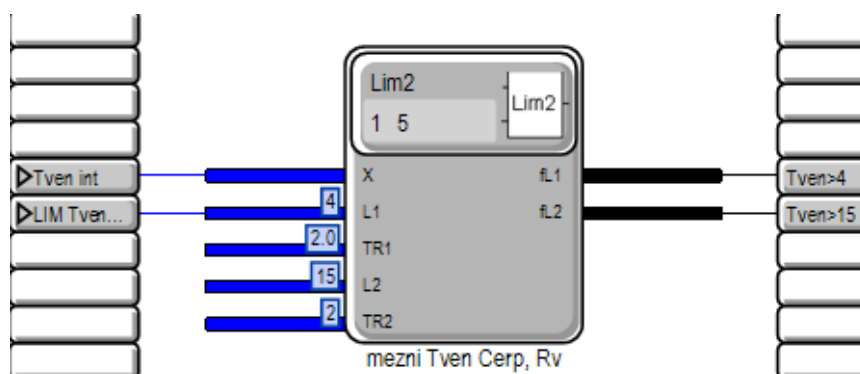 Lim2
Lim2
1 5
Tven int
X
fL1
Tven>4
LIM Tven...
4
L1
fL2
Tven>15
2.0
TR1
15
L2
2
TR2
mezni Tven Cerp, Rv